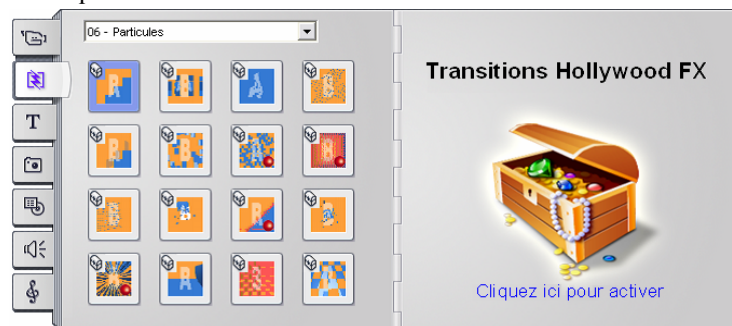 06 - Particules
Transitions Hollywood FX
T
Cliquez ici pour activer